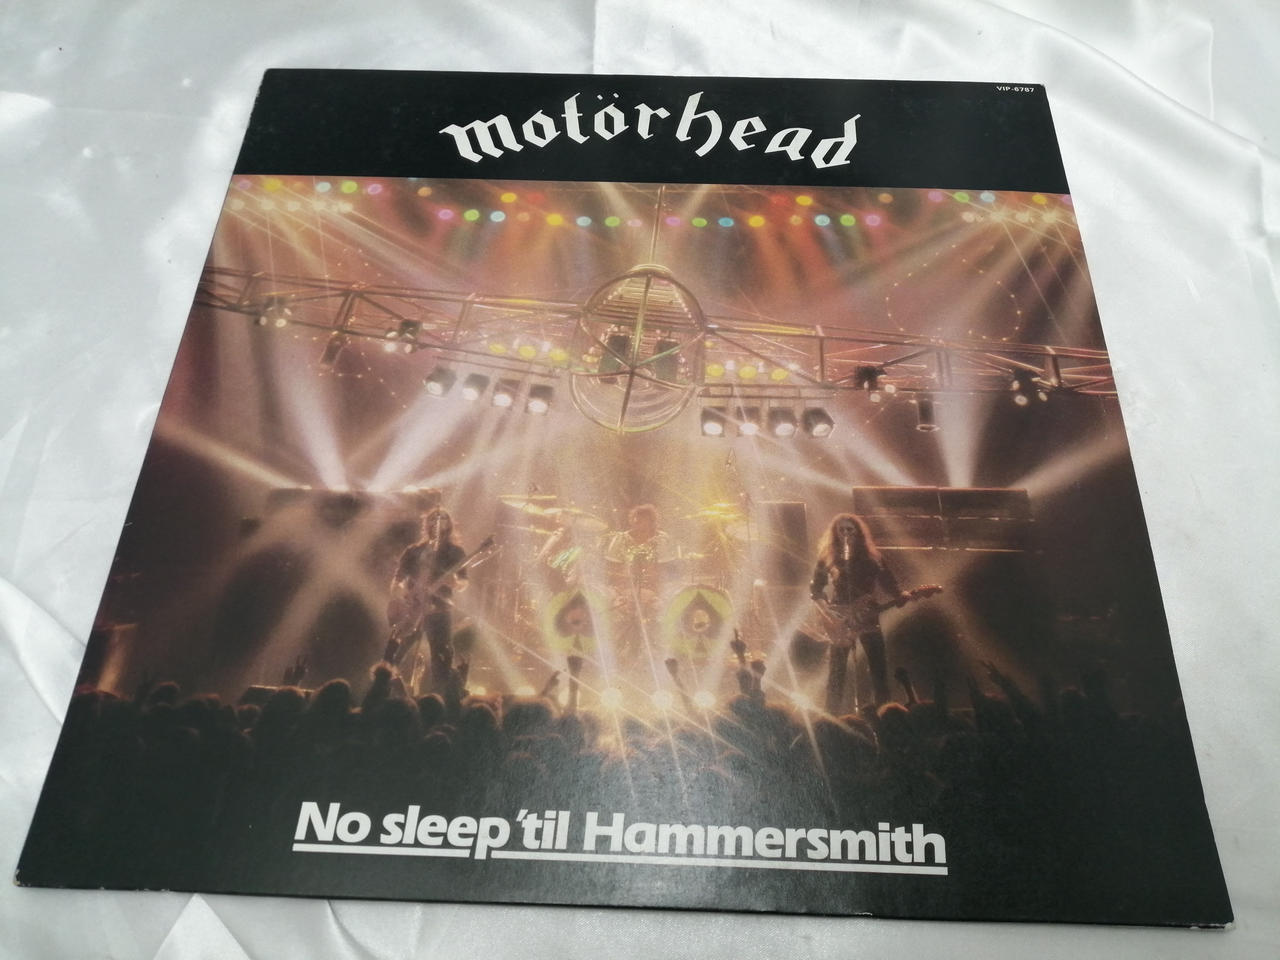 VIP-6787
motörhead
No sleep 'til Hammersmith